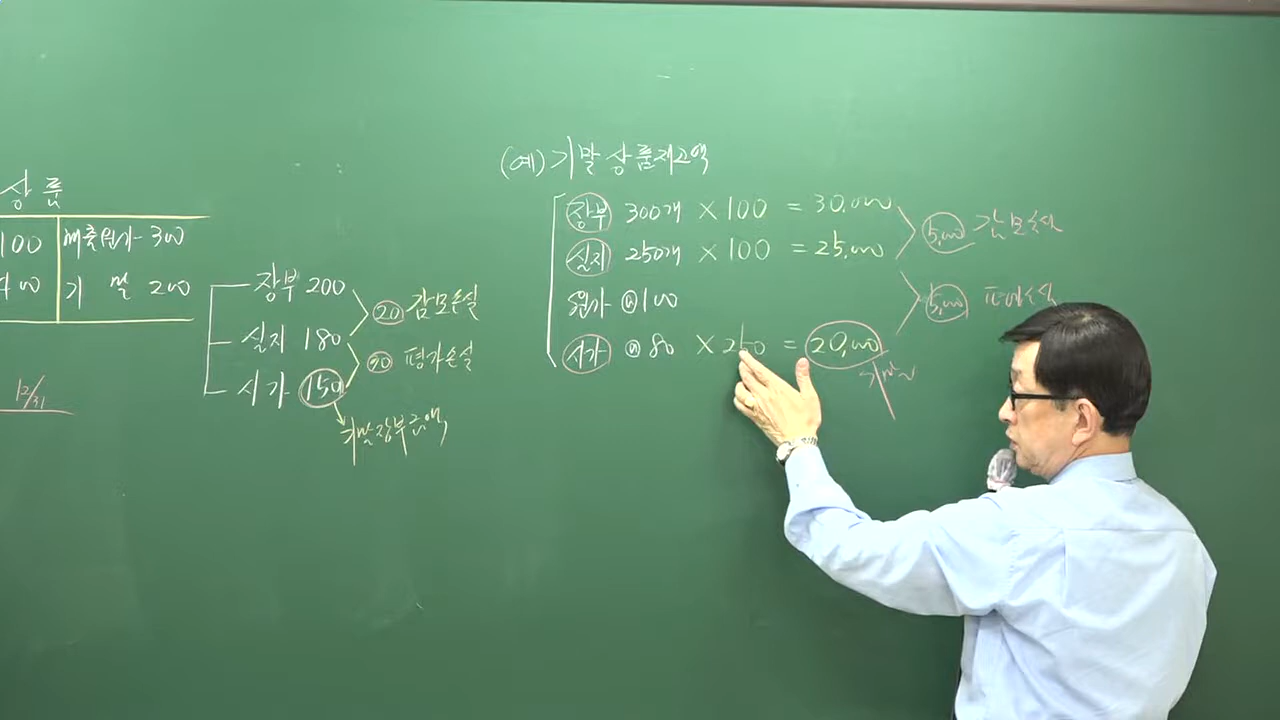 상품
100 매출원가 300
400 기말 200
12/31
장부 200
20 감모손실
실지 180
30 평가손실
시가 150
기말장부금액
(예) 기말상품재고액
장부 300개 × 100 = 30,000
5,000 감모손실
실지 250개 × 100 = 25,000
원가 @100
5,000 평가손실
시가 @80 × 250 = 20,000
기말